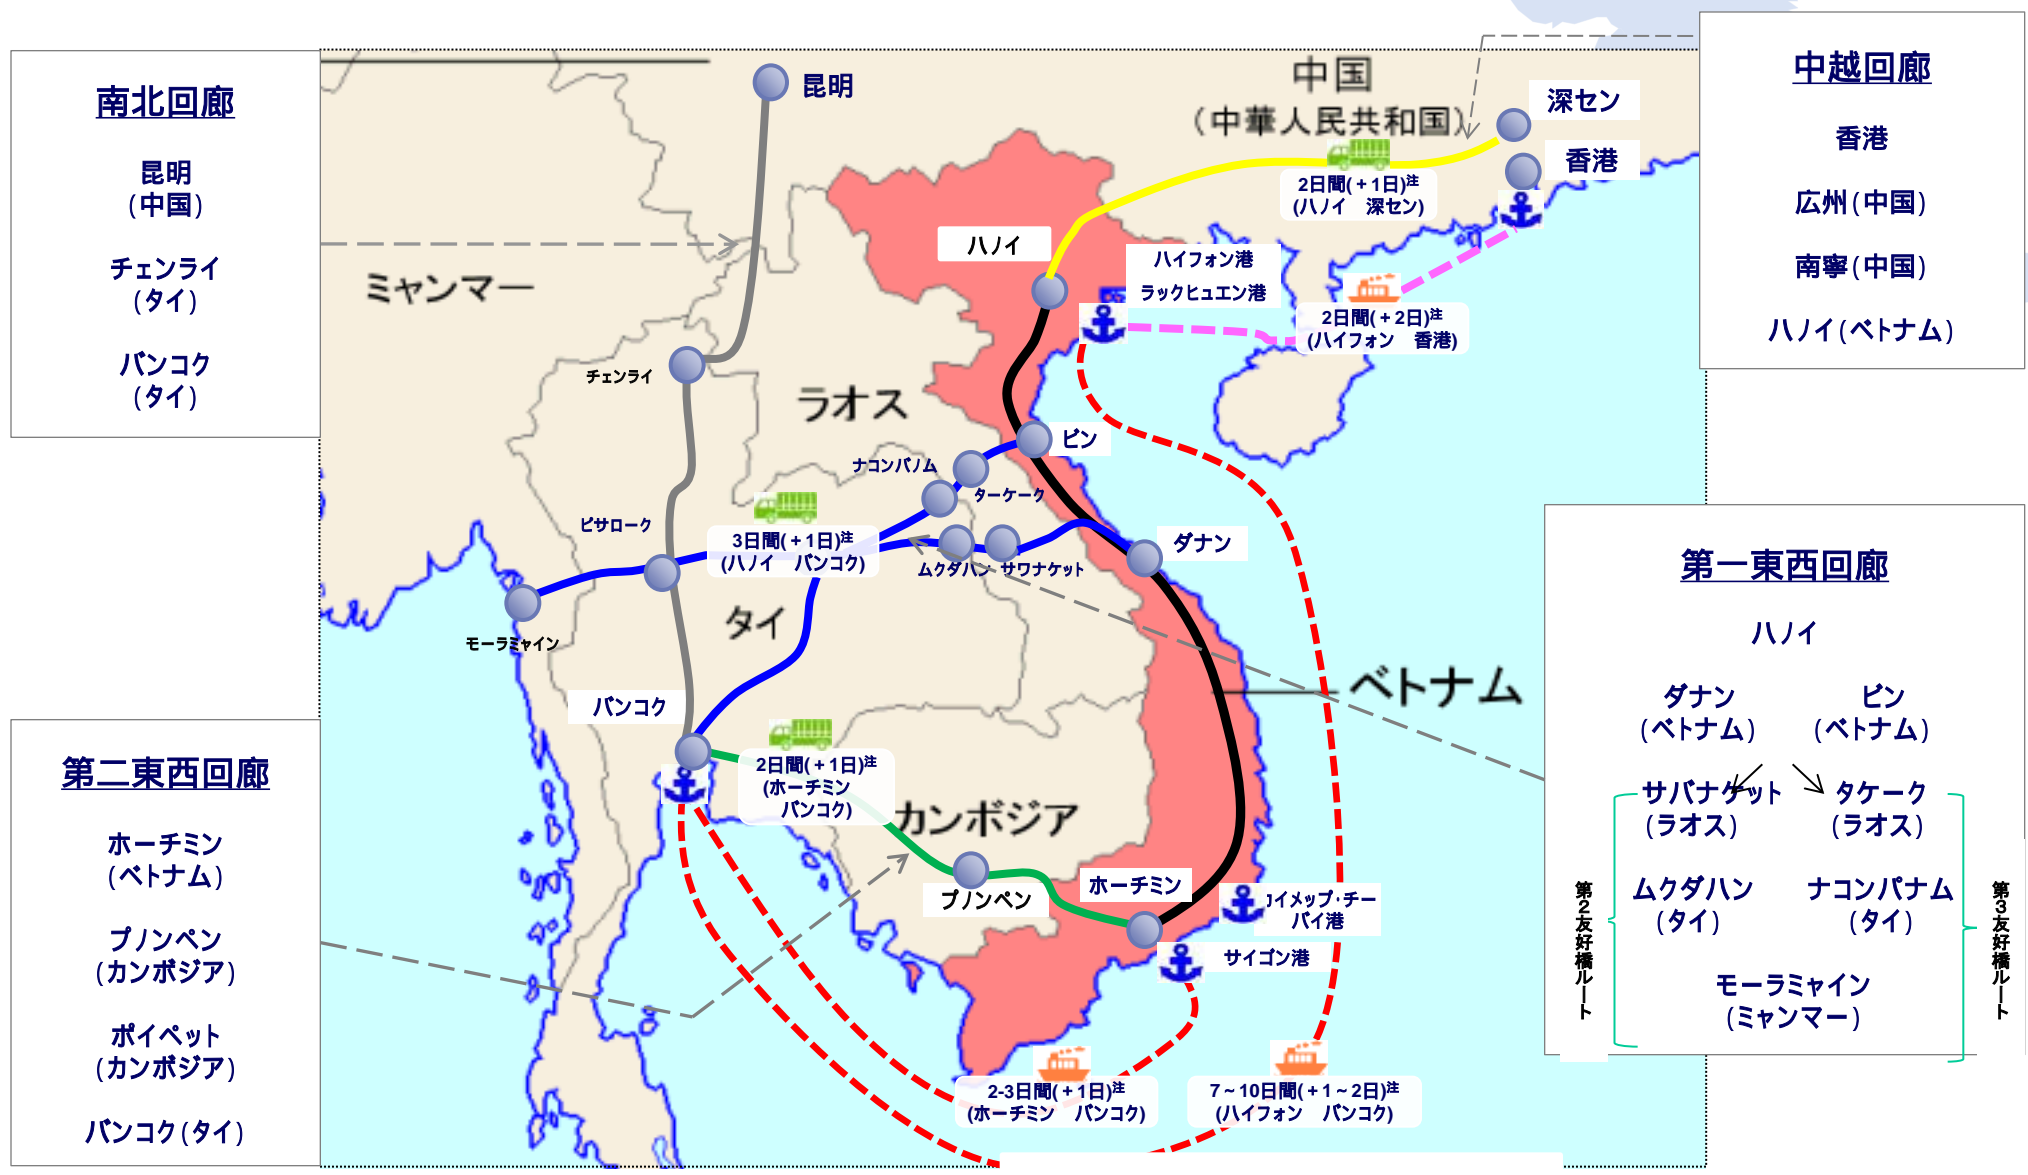 南北回廊
昆明
(中国)
チェンライ
(タイ)
バンコク
(タイ)
第二東西回廊
ホーチミン
(ベトナム)
プノンペン
(カンボジア)
ポイペット
(カンボジア)
バンコク(タイ)
昆明
中国
(中華人民共和国)
深セン
香港
2日間(+1日)注
(ハノイ 深セン)
ハノイ
ハイフォン港
ラックヒュエン港
2日間(+2日)注
(ハイフォン 香港)
ミャンマー
チェンライ
ラオス
ビン
ナコンパノム
ターケーク
ピサローク
3日間(+1日)注
(ハノイ バンコク)
ムクダハン
サワナケット
ダナン
モーラミャイン
タイ
バンコク
ベトナム
2日間(+1日)注
(ホーチミン
バンコク)
カンボジア
プノンペン
ホーチミン
イメップ・チー
バイ港
サイゴン港
2-3日間(+1日)注
(ホーチミン バンコク)
7~10日間(+1~2日)注
(ハイフォン バンコク)
中越回廊
香港
広州(中国)
南寧(中国)
ハノイ(ベトナム)
第一東西回廊
ハノイ
ダナン
(ベトナム)
ビン
(ベトナム)
サバナケット
(ラオス)
タケーク
(ラオス)
ムクダハン
(タイ)
ナコンパナム
(タイ)
モーラミャイン
(ミャンマー)
第2友好橋ルート
第3友好橋ルート